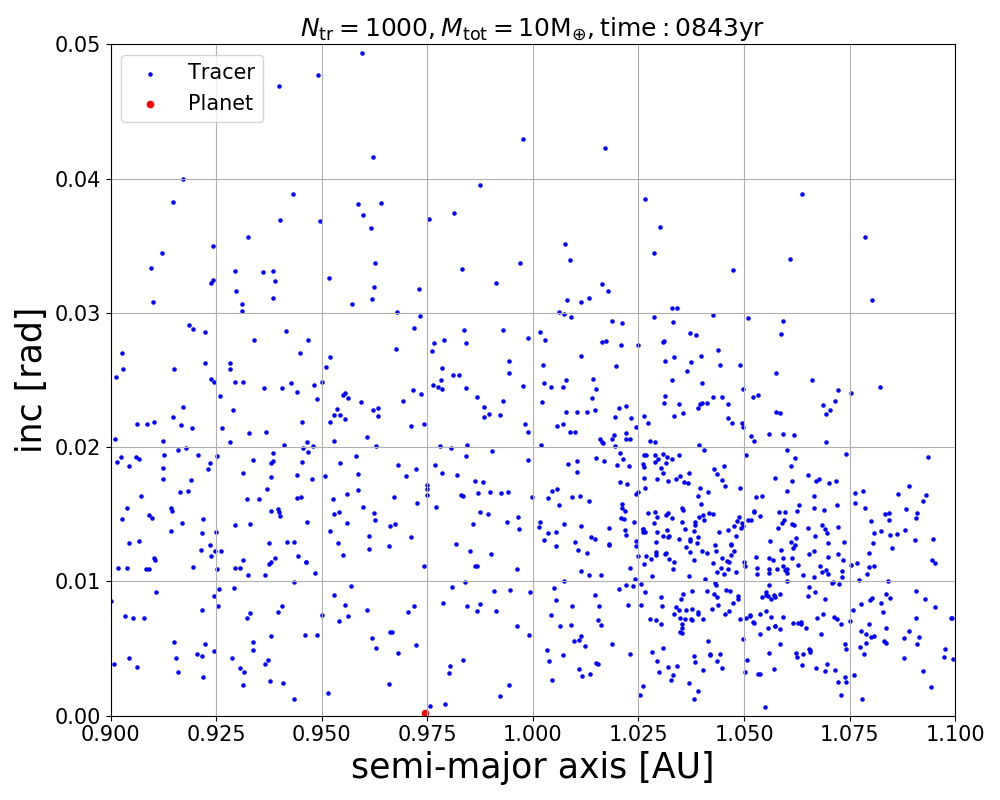 N_tr = 1000, M_tot = 10M_⊕, time : 0843yr
Tracer
Planet
0.05
0.04
0.03
0.02
0.01
0.00
inc [rad]
0.900 0.925 0.950 0.975 1.000 1.025 1.050 1.075 1.100
semi-major axis [AU]